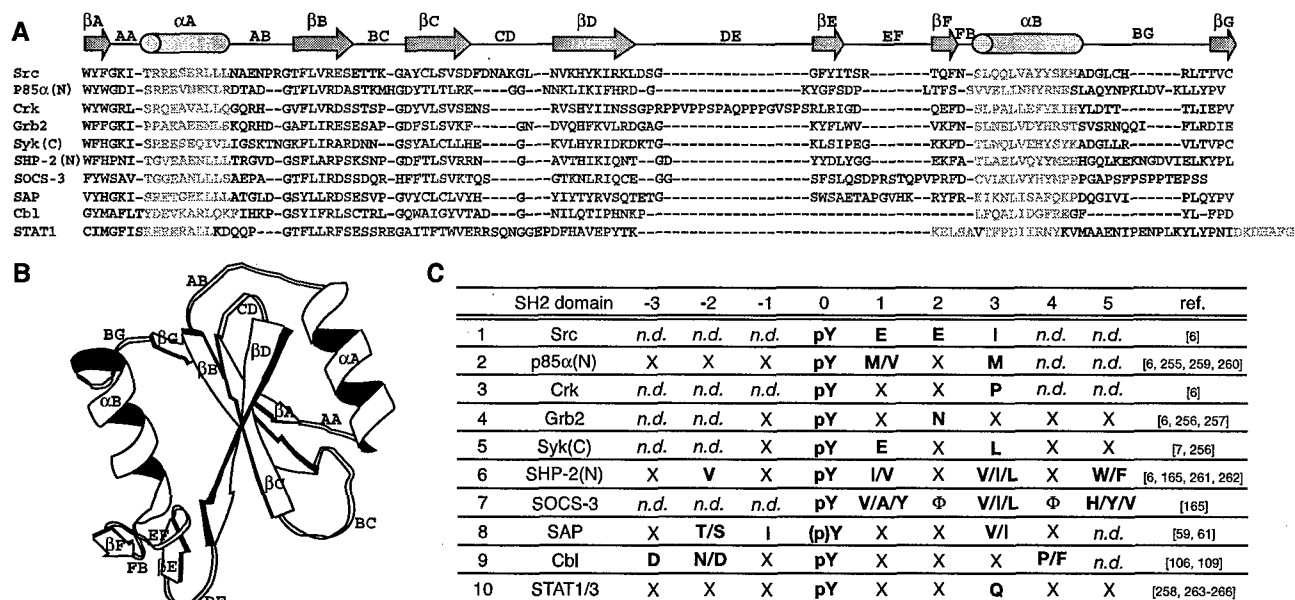 A
βA AA αA AB βB BC βC CD βD DE βE EF βF FB αB BG βG
Src WYFGKI-TRRESERLLLNAENPRGTFLVRESETTK-GAYCLSVSDFDNAKGL--NVKHYKIRKLDSG GFYITSR TQFN-SLQQLVAYYSKHADGLCH RLTTVC
P85α(N) WYWGDI-SREEVNEKLRDTAD-GTFLVRDASTKMHGDYTLTLRK GG--NNKLIKIFHRD-G KYGFSDP LTFS-SVVELINHYRNESLAQYNPKLDV-KLLYP
Crk WYWGRL-SRQEAVALLQGQRH-GVFLVRDSSTSP-GDYVLSVSENS RVSHYIINSSGPRPPVPPSPAQPPPGVSPSRLRIGD QEFD-SLPALLEFYKIHYLDTT TLIEPV
Grb2 WFFGKI-PRAKAEEMLSKQRHD-GAFLIRESESAP-GDFSLSVKF GN--DVQHFKVLRDGAG KYFLWV VKFN-SLNELVDYHRSTSVSRNQQI FLRDIE
Syk(C) WFHGKI-SREESEQIVLIGSKTNGKFLIRARDNN-GSYALCLLHE G--KVLHYRIDKDKTG KLSIPEG KKFD-TLWQLVEHYSYKADGLLR VLTVPC
SHP-2(N) WFHPNI-TGVEAENLLLTRGVDG-SFLARPSKSNP-GDFTLSVRRN G--AVTHIKIQNT-GD YYDLYGG EKFA-TLAELVQYYMEHHGQLKEKNGDVIELKYPL
SOCS-3 FYWSAV-TGGEANLLLSAEPA-GTFLIRDSSDQR-HFFTLSVKTQS GTKNLRIQCE-GG SFSLQSDPRSTQPVPRFD-CVLKLVHHYMPPPGAPSFPSPPTEPSS
SAP VYHGKI-SRETGEKLLLATGLD-GSYLLRDSESVP-GVYCLCVLYH G--YIYTYRVSQTETG SWSAETAPGVHK-RYFR-KIKNLISAFQKPDQGIVI PLQYPV
Cbl GYMAFLTYDEVKARLQKFIHKP-GSYIFRLSCTRL-GQWAIGYVTAD G--NILQTIPHNKP LFQALIDGFREGF YL-FPD
STAT1 CIMGFISKERERALLKDQQP--GTFLLRFSESSREGAITFTWVERRSQNGGEPDFHAVEPYTK KELSAVTFPDIIRNYKVMAAENIPENPLKYLYPNIDKDHAFG
B
AB
CD
BG βG βD
βB αA
αB
βA AA
βC
BC
EF
βF
FB βE
DE
C
SH2 domain -3 -2 -1 0 1 2 3 4 5 ref.
1 Src n.d. n.d. n.d. pY E E I n.d. n.d. [6]
2 p85α(N) X X X pY M/V X M n.d. n.d. [6, 255, 259, 260]
3 Crk n.d. n.d. n.d. pY X X P n.d. n.d. [6]
4 Grb2 n.d. n.d. X pY X N X X X [6, 256, 257]
5 Syk(C) n.d. n.d. X pY E X L X X [7, 256]
6 SHP-2(N) X V X pY I/V X V/I/L X W/F [6, 165, 261, 262]
7 SOCS-3 n.d. n.d. n.d. pY V/A/Y Φ V/I/L Φ H/Y/V [165]
8 SAP X T/S I (p)Y X X V/I X n.d. [59, 61]
9 Cbl D N/D X pY X X X P/F n.d. [106, 109]
10 STAT1/3 X X X pY X X Q X X [258, 263-266]